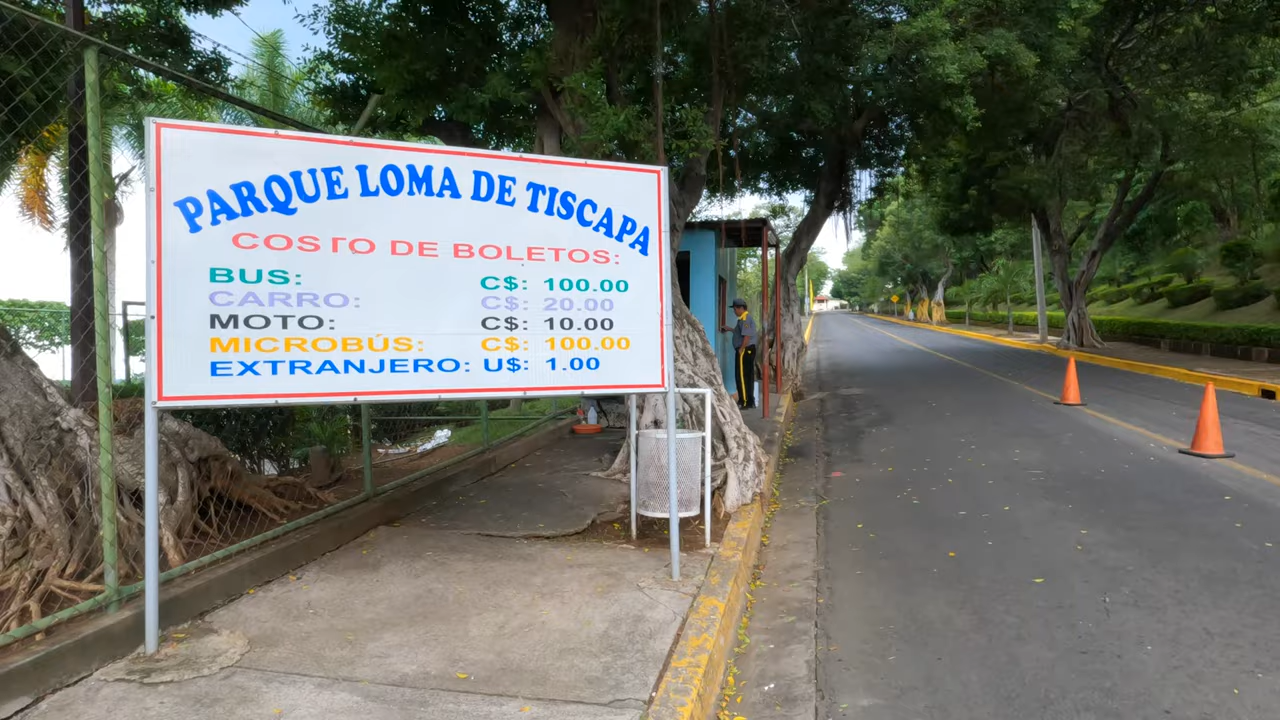 PARQUE LOMA DE TISCAPA
COSTO DE BOLETOS:
BUS: C$: 100.00
CARRO: C$: 20.00
MOTO: C$: 10.00
MICROBÚS: C$: 100.00
EXTRANJERO: U$: 1.00